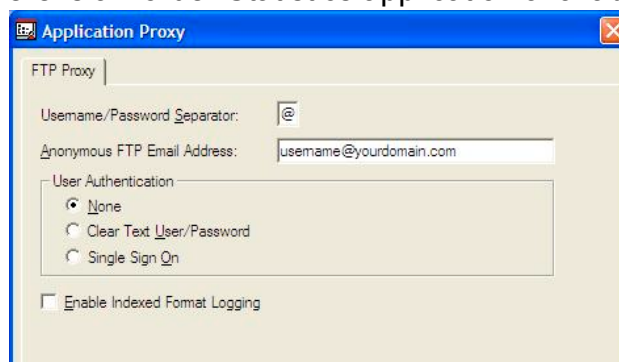 Application Proxy
FTP Proxy
Username/Password Separator: @
Anonymous FTP Email Address: username@yourdomain.com
User Authentication
None
Clear Text User/Password
Single Sign On
Enable Indexed Format Logging